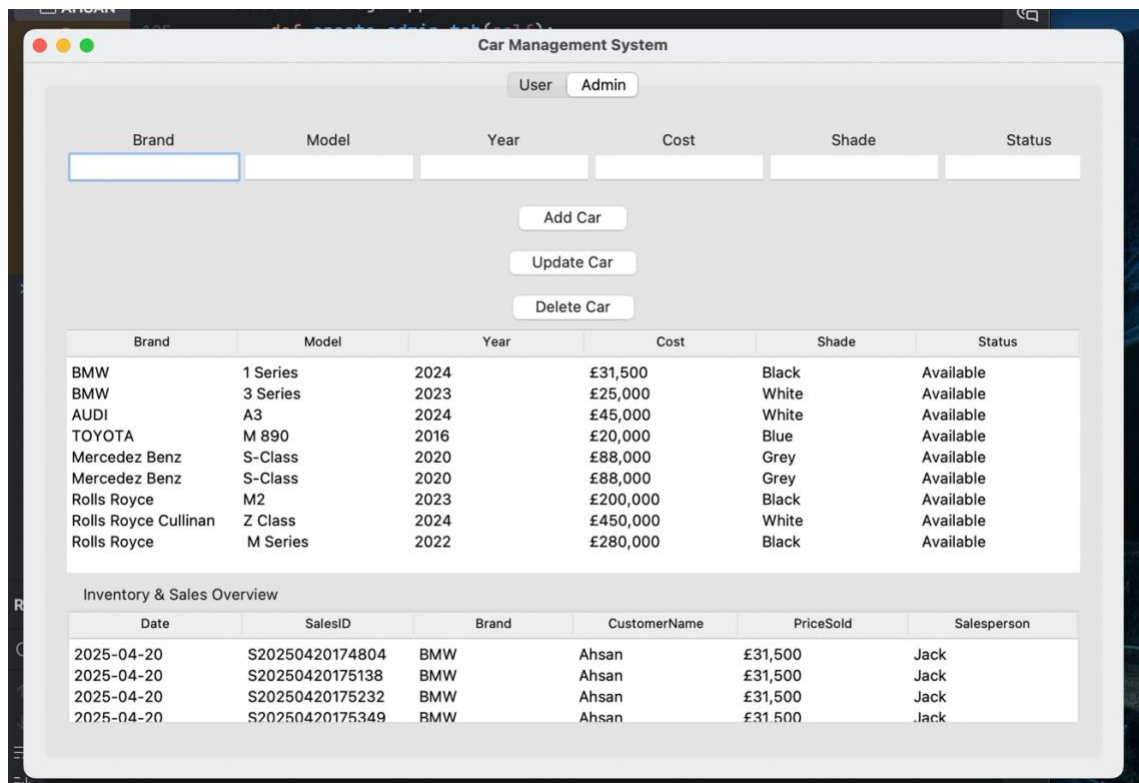 AHSAN
Car Management System
User Admin
Brand Model Year Cost Shade Status
Add Car
Update Car
Delete Car
Brand Model Year Cost Shade Status
BMW 1 Series 2024 £31,500 Black Available
BMW 3 Series 2023 £25,000 White Available
AUDI A3 2024 £45,000 White Available
TOYOTA M 890 2016 £20,000 Blue Available
Mercedez Benz S-Class 2020 £88,000 Grey Available
Mercedez Benz S-Class 2020 £88,000 Grey Available
Rolls Royce M2 2023 £200,000 Black Available
Rolls Royce Cullinan Z Class 2024 £450,000 White Available
Rolls Royce M Series 2022 £280,000 Black Available
Inventory & Sales Overview
Date SalesID Brand CustomerName PriceSold Salesperson
2025-04-20 S20250420174804 BMW Ahsan £31,500 Jack
2025-04-20 S20250420175138 BMW Ahsan £31,500 Jack
2025-04-20 S20250420175232 BMW Ahsan £31,500 Jack
2025-04-20 S20250420175349 BMW Ahsan £31,500 Jack